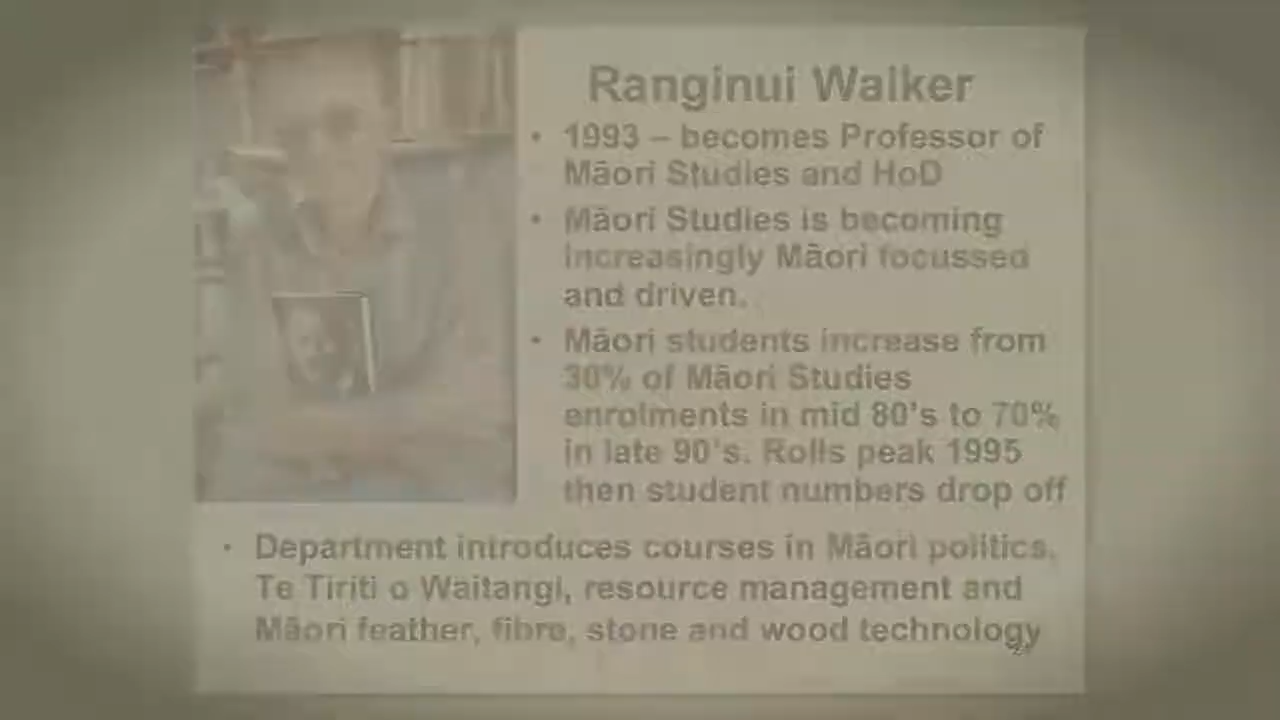 Ranginui Walker
• 1993 – becomes Professor of
Māori Studies and HoD
• Māori Studies is becoming
increasingly Māori focussed
and driven.
• Māori students increase from
30% of Māori Studies
enrolments in mid 80's to 70%
in late 90's. Rolls peak 1995
then student numbers drop off
• Department introduces courses in Māori politics,
Te Tiriti o Waitangi, resource management and
Māori feather, fibre, stone and wood technology